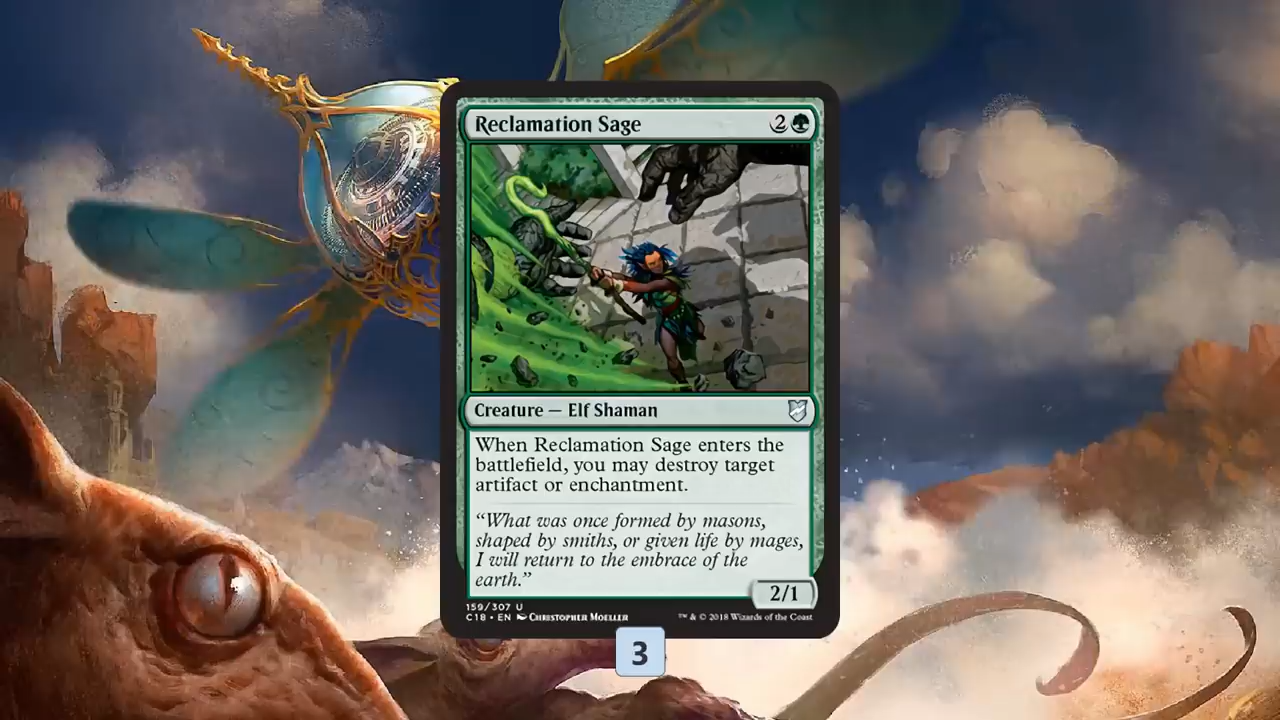 Reclamation Sage 2
Creature — Elf Shaman
When Reclamation Sage enters the
battlefield, you may destroy target
artifact or enchantment.
“What was once formed by masons,
shaped by smiths, or given life by mages,
I will return to the embrace of the
earth.”
2/1
159/307 U
C18 • EN Christopher Moeller ™ & © 2018 Wizards of the Coast
3